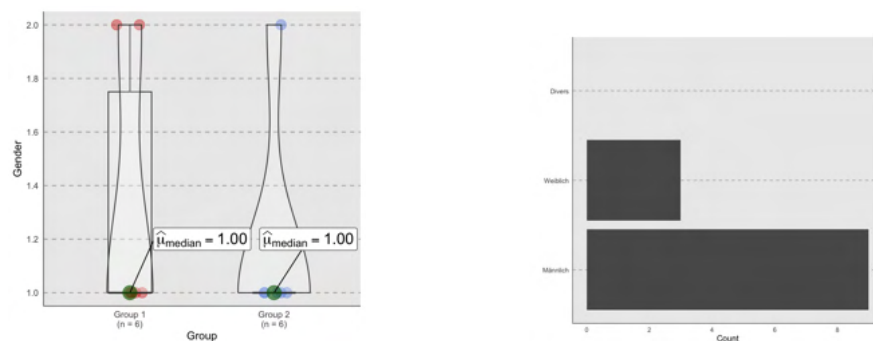 2.0
1.8
1.6
1.4
1.2
1.0
Gender
μ̂median = 1.00
μ̂median = 1.00
Group 1
(n = 6)
Group 2
(n = 6)
Group
Divers
Weiblich
Männlich
0
2
4
6
8
Count